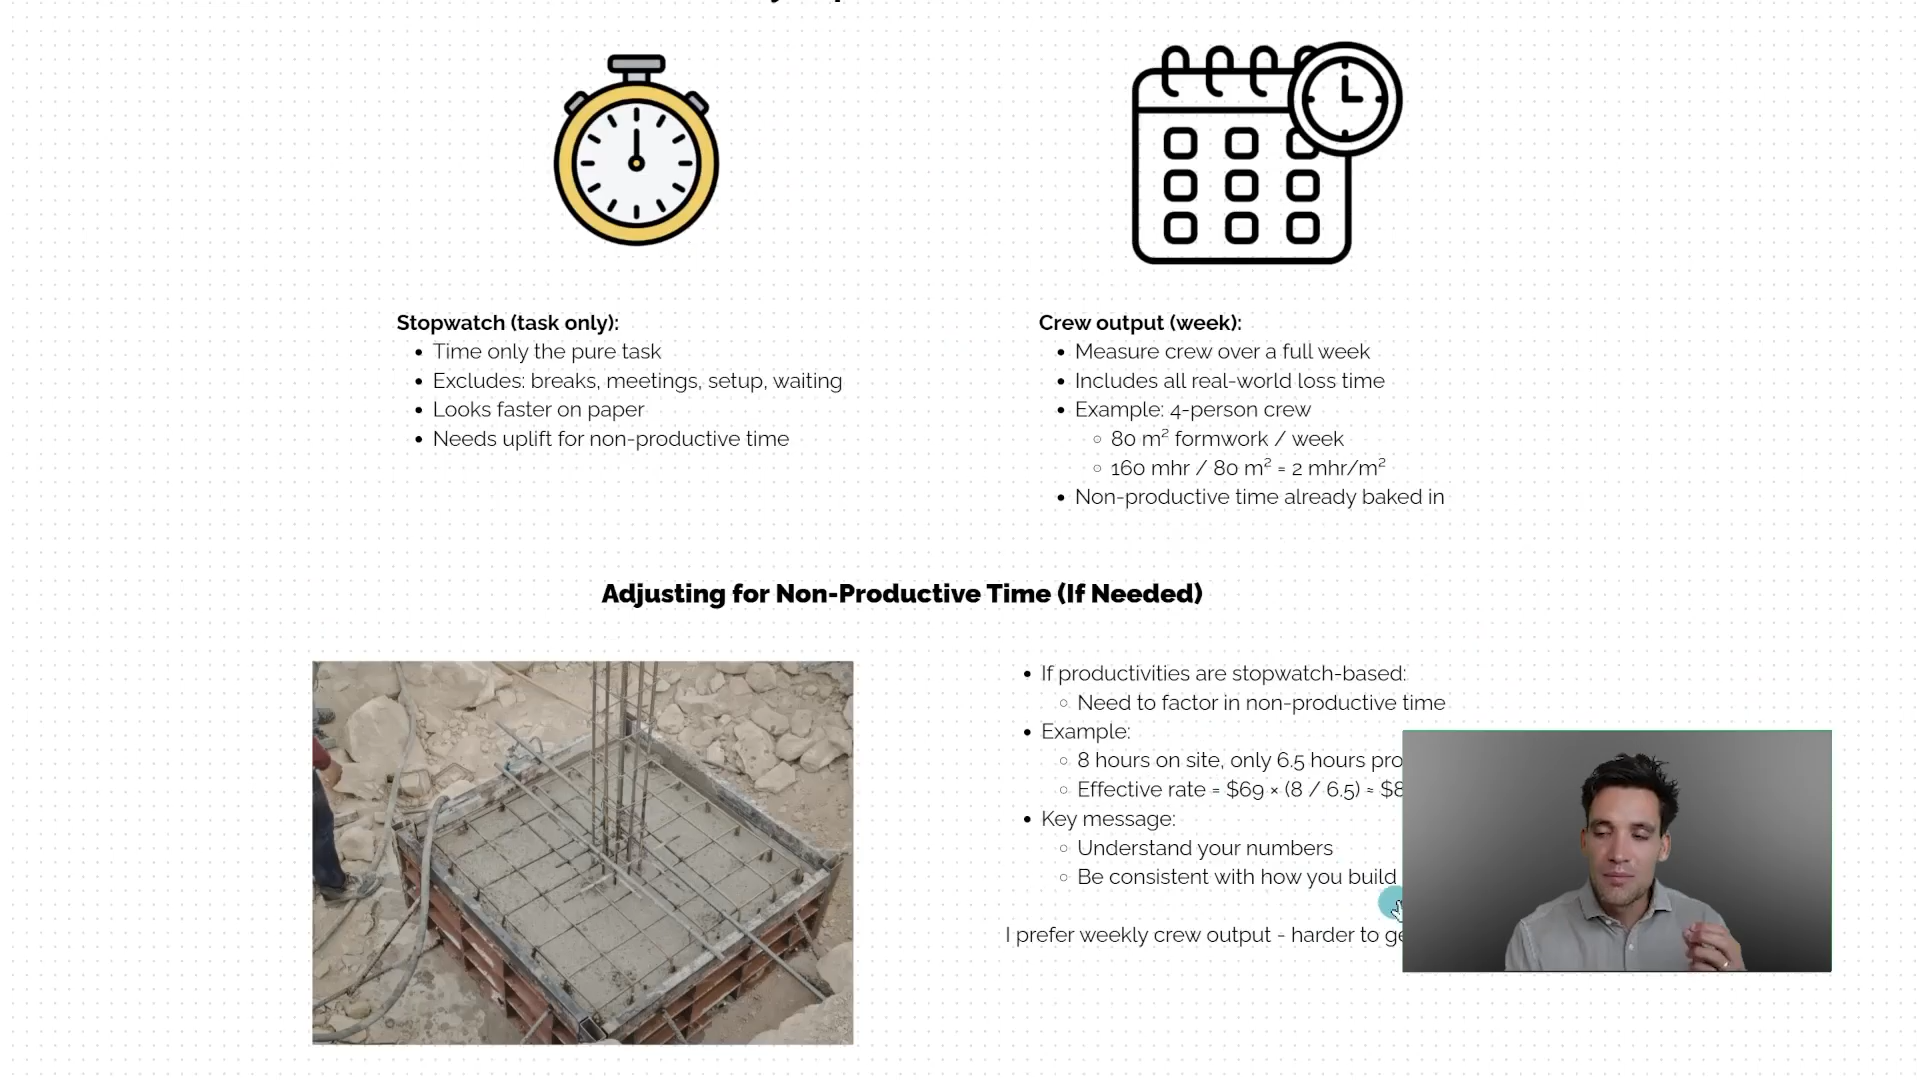 Stopwatch (task only):
• Time only the pure task
• Excludes: breaks, meetings, setup, waiting
• Looks faster on paper
• Needs uplift for non-productive time
Crew output (week):
• Measure crew over a full week
• Includes all real-world loss time
• Example: 4-person crew
○ 80 m² formwork / week
○ 160 mhr / 80 m² = 2 mhr/m²
• Non-productive time already baked in
Adjusting for Non-Productive Time (If Needed)
• If productivities are stopwatch-based:
○ Need to factor in non-productive time
• Example:
○ 8 hours on site, only 6.5 hours
○ Effective rate = $69 × (8 / 6.5) ≈
• Key message:
○ Understand your numbers
○ Be consistent with how you build
I prefer weekly crew output - harder to